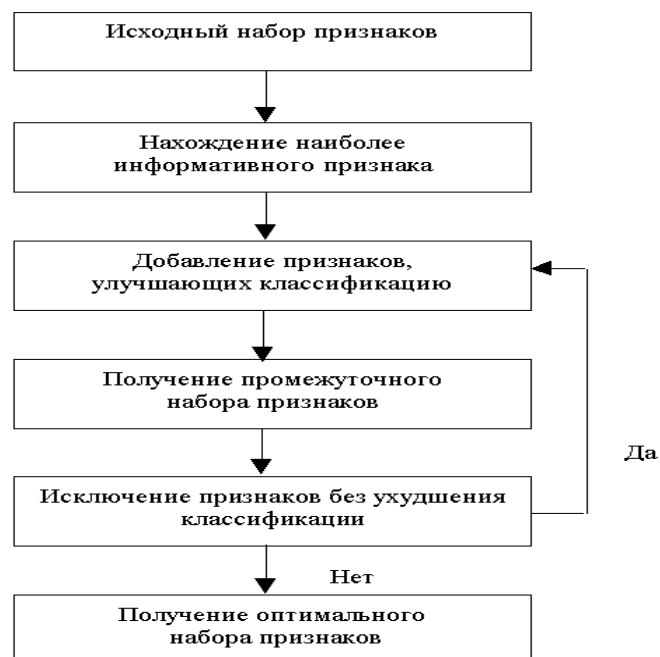 Исходный набор признаков
Нахождение наиболее
информативного признака
Добавление признаков,
улучшающих классификацию
Получение промежуточного
набора признаков
Да
Исключение признаков без ухудшения
классификации
Нет
Получение оптимального
набора признаков